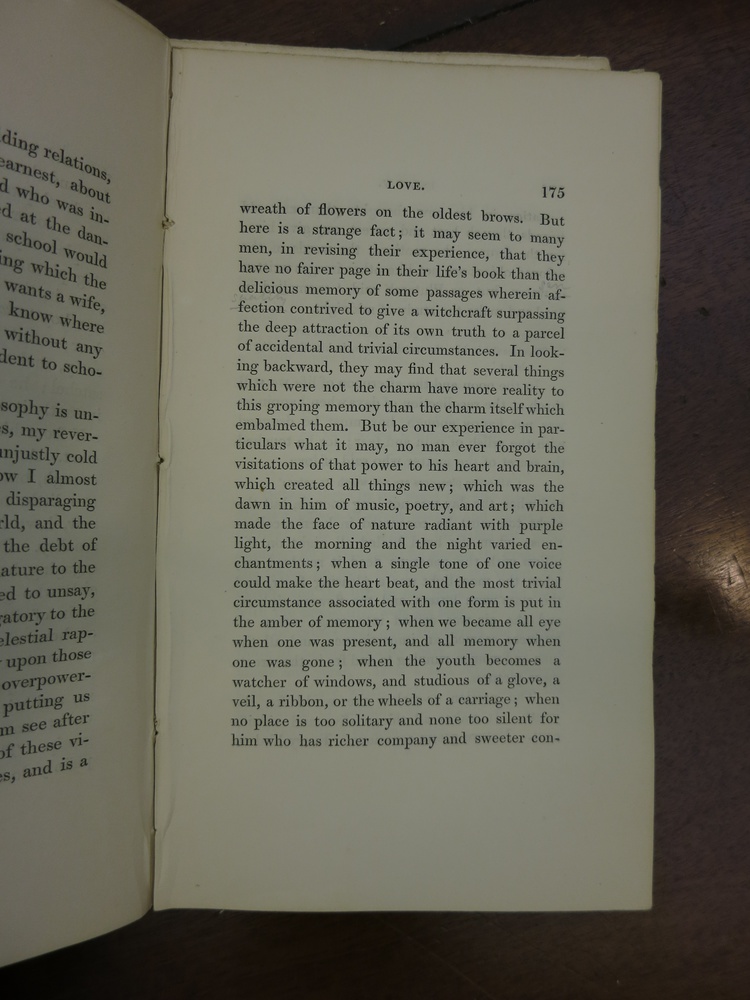 ding relations,
earnest, about
d who was in-
d at the dan-
school would
ing which the
wants a wife,
know where
without any
dent to scho-
sophy is un-
s, my rever-
unjustly cold
ow I almost
disparaging
rld, and the
the debt of
ature to the
ed to unsay,
gatory to the
elestial rap-
upon those
overpower-
putting us
m see after
of these vi-
es, and is a
LOVE. 175
wreath of flowers on the oldest brows. But
here is a strange fact; it may seem to many
men, in revising their experience, that they
have no fairer page in their life's book than the
delicious memory of some passages wherein af-
fection contrived to give a witchcraft surpassing
the deep attraction of its own truth to a parcel
of accidental and trivial circumstances. In look-
ing backward, they may find that several things
which were not the charm have more reality to
this groping memory than the charm itself which
embalmed them. But be our experience in par-
ticulars what it may, no man ever forgot the
visitations of that power to his heart and brain,
which created all things new; which was the
dawn in him of music, poetry, and art; which
made the face of nature radiant with purple
light, the morning and the night varied en-
chantments; when a single tone of one voice
could make the heart beat, and the most trivial
circumstance associated with one form is put in
the amber of memory; when we became all eye
when one was present, and all memory when
one was gone; when the youth becomes a
watcher of windows, and studious of a glove, a
veil, a ribbon, or the wheels of a carriage; when
no place is too solitary and none too silent for
him who has richer company and sweeter con-